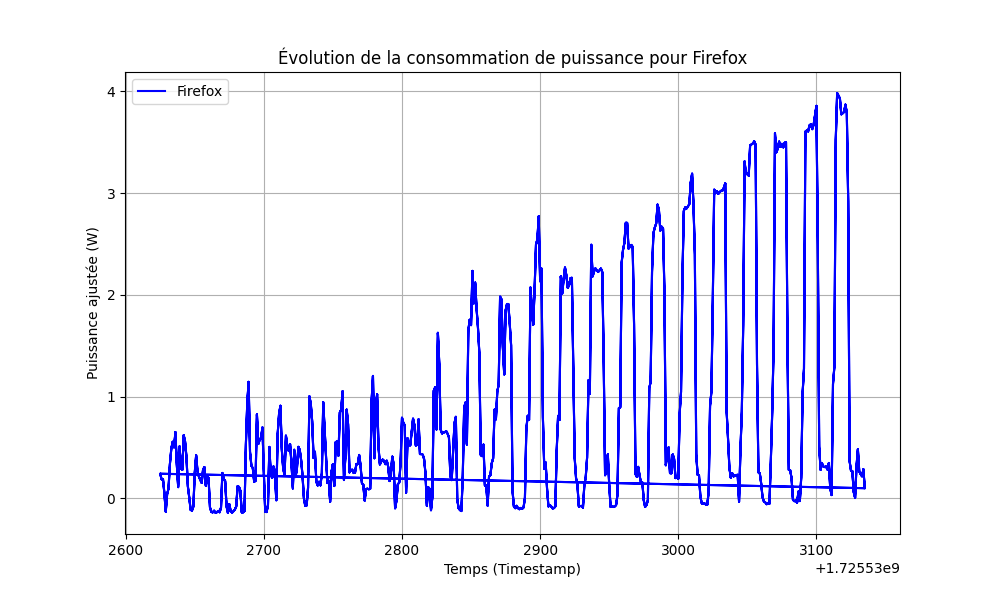 Évolution de la consommation de puissance pour Firefox
Firefox
Puissance ajustée (W)
4
3
2
1
0
2600 2700 2800 2900 3000 3100
Temps (Timestamp)
+1.72553e9